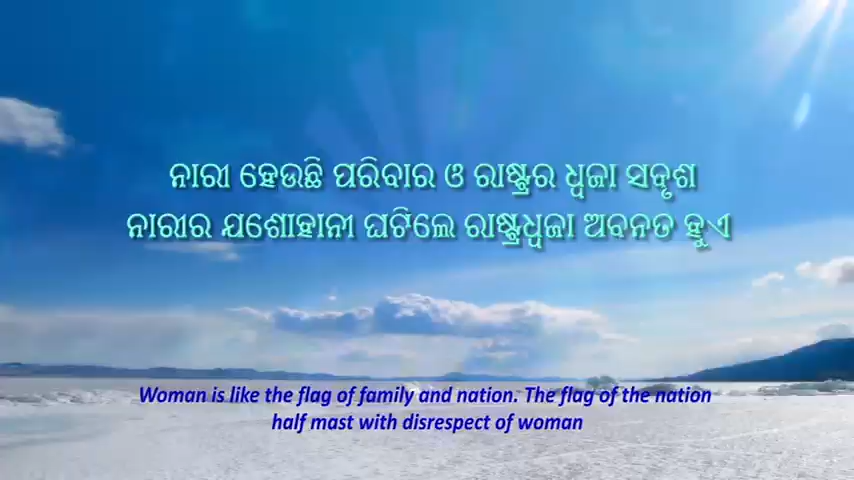 ନାରୀ ହେଉଛି ପରିବାର ଓ ରାଷ୍ଟ୍ରର ଧ୍ୱଜା ସଦୃଶ
ନାରୀର ଯଶୋହାନୀ ଘଟିଲେ ରାଷ୍ଟ୍ରଧ୍ୱଜା ଅବନତ ହୁଏ
Woman is like the flag of family and nation. The flag of the nation
half mast with disrespect of woman